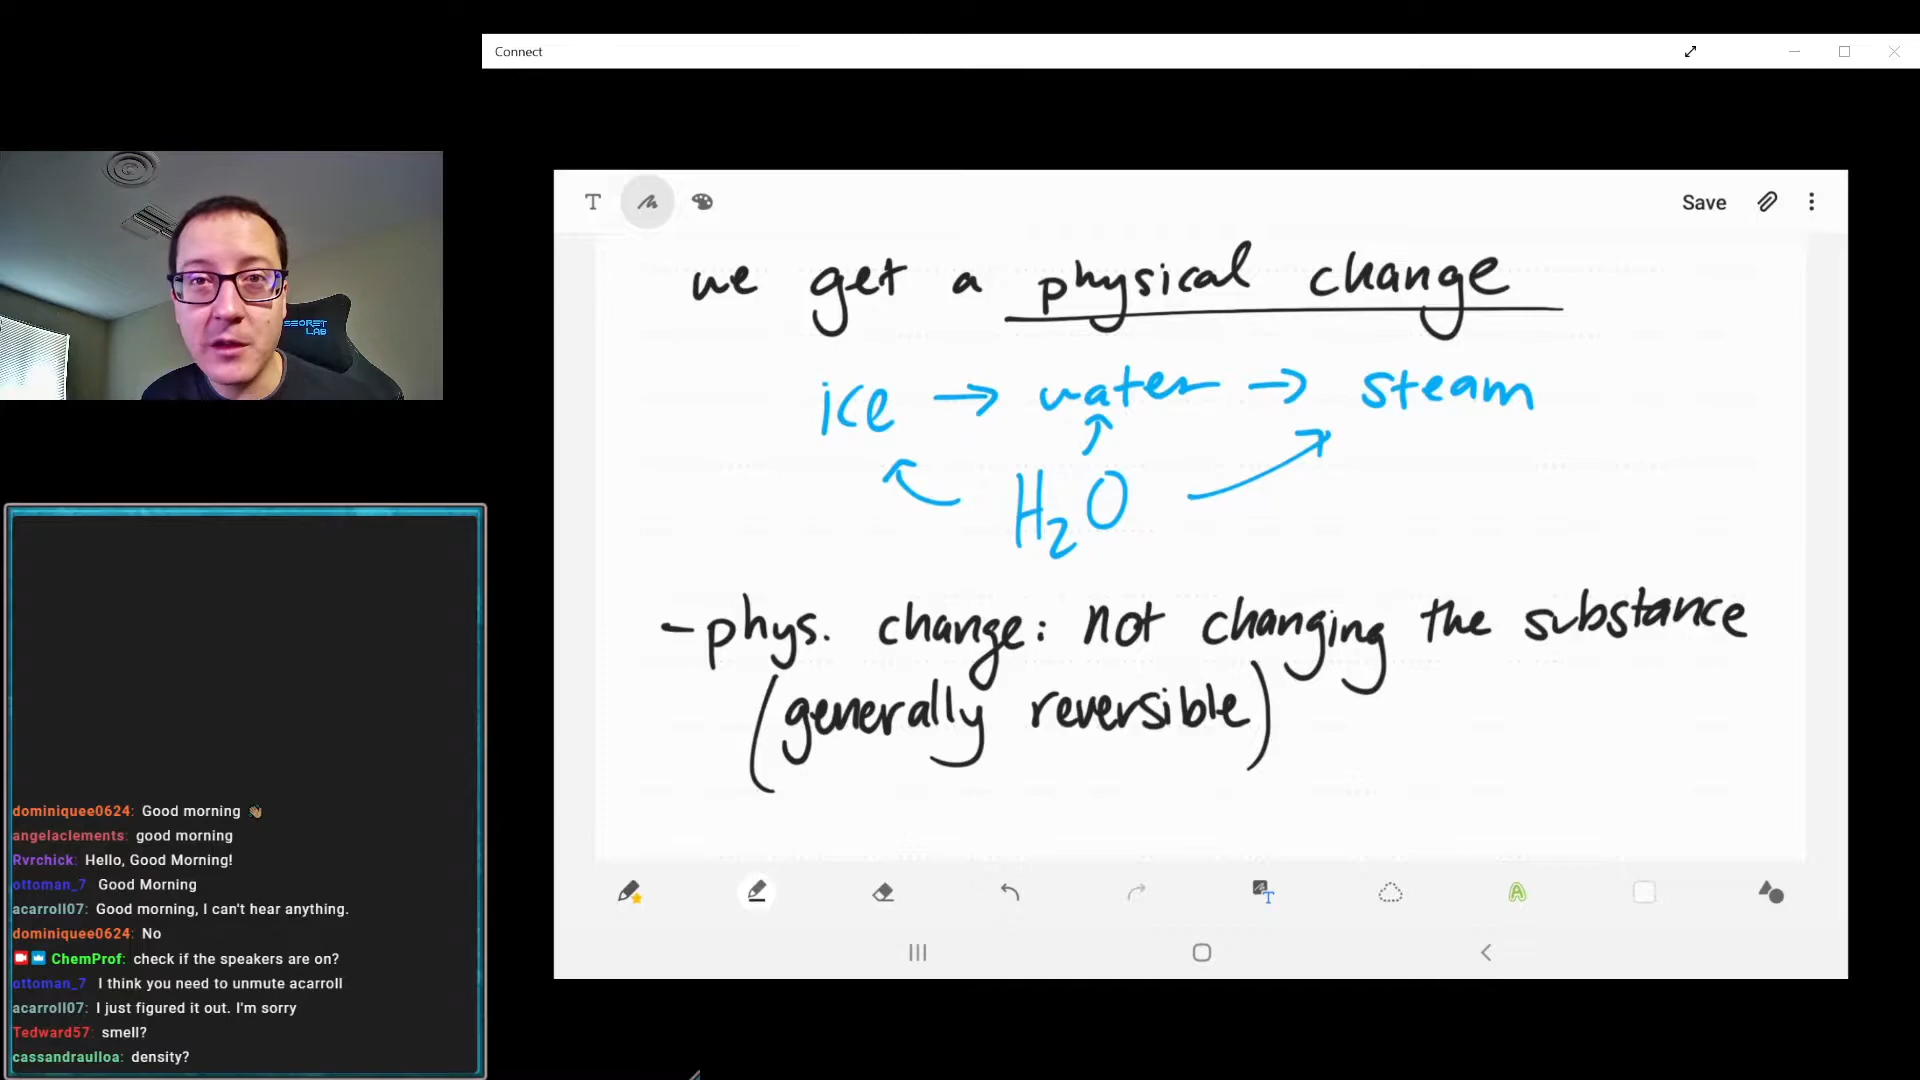 Connect
SECRET
LAB
T
Save
we get a physical change
ice → water → steam
H₂O
- phys. change: not changing the substance
(generally reversible)
T
A
dominiquee0624: Good morning 👋🏽
angelaclements: good morning
Rvrchick: Hello, Good Morning!
ottoman_7 Good Morning
acarroll07: Good morning, I can't hear anything.
dominiquee0624: No
ChemProf: check if the speakers are on?
ottoman_7 I think you need to unmute acarroll
acarroll07: I just figured it out. I'm sorry
Tedward57: smell?
cassandraulloa: density?